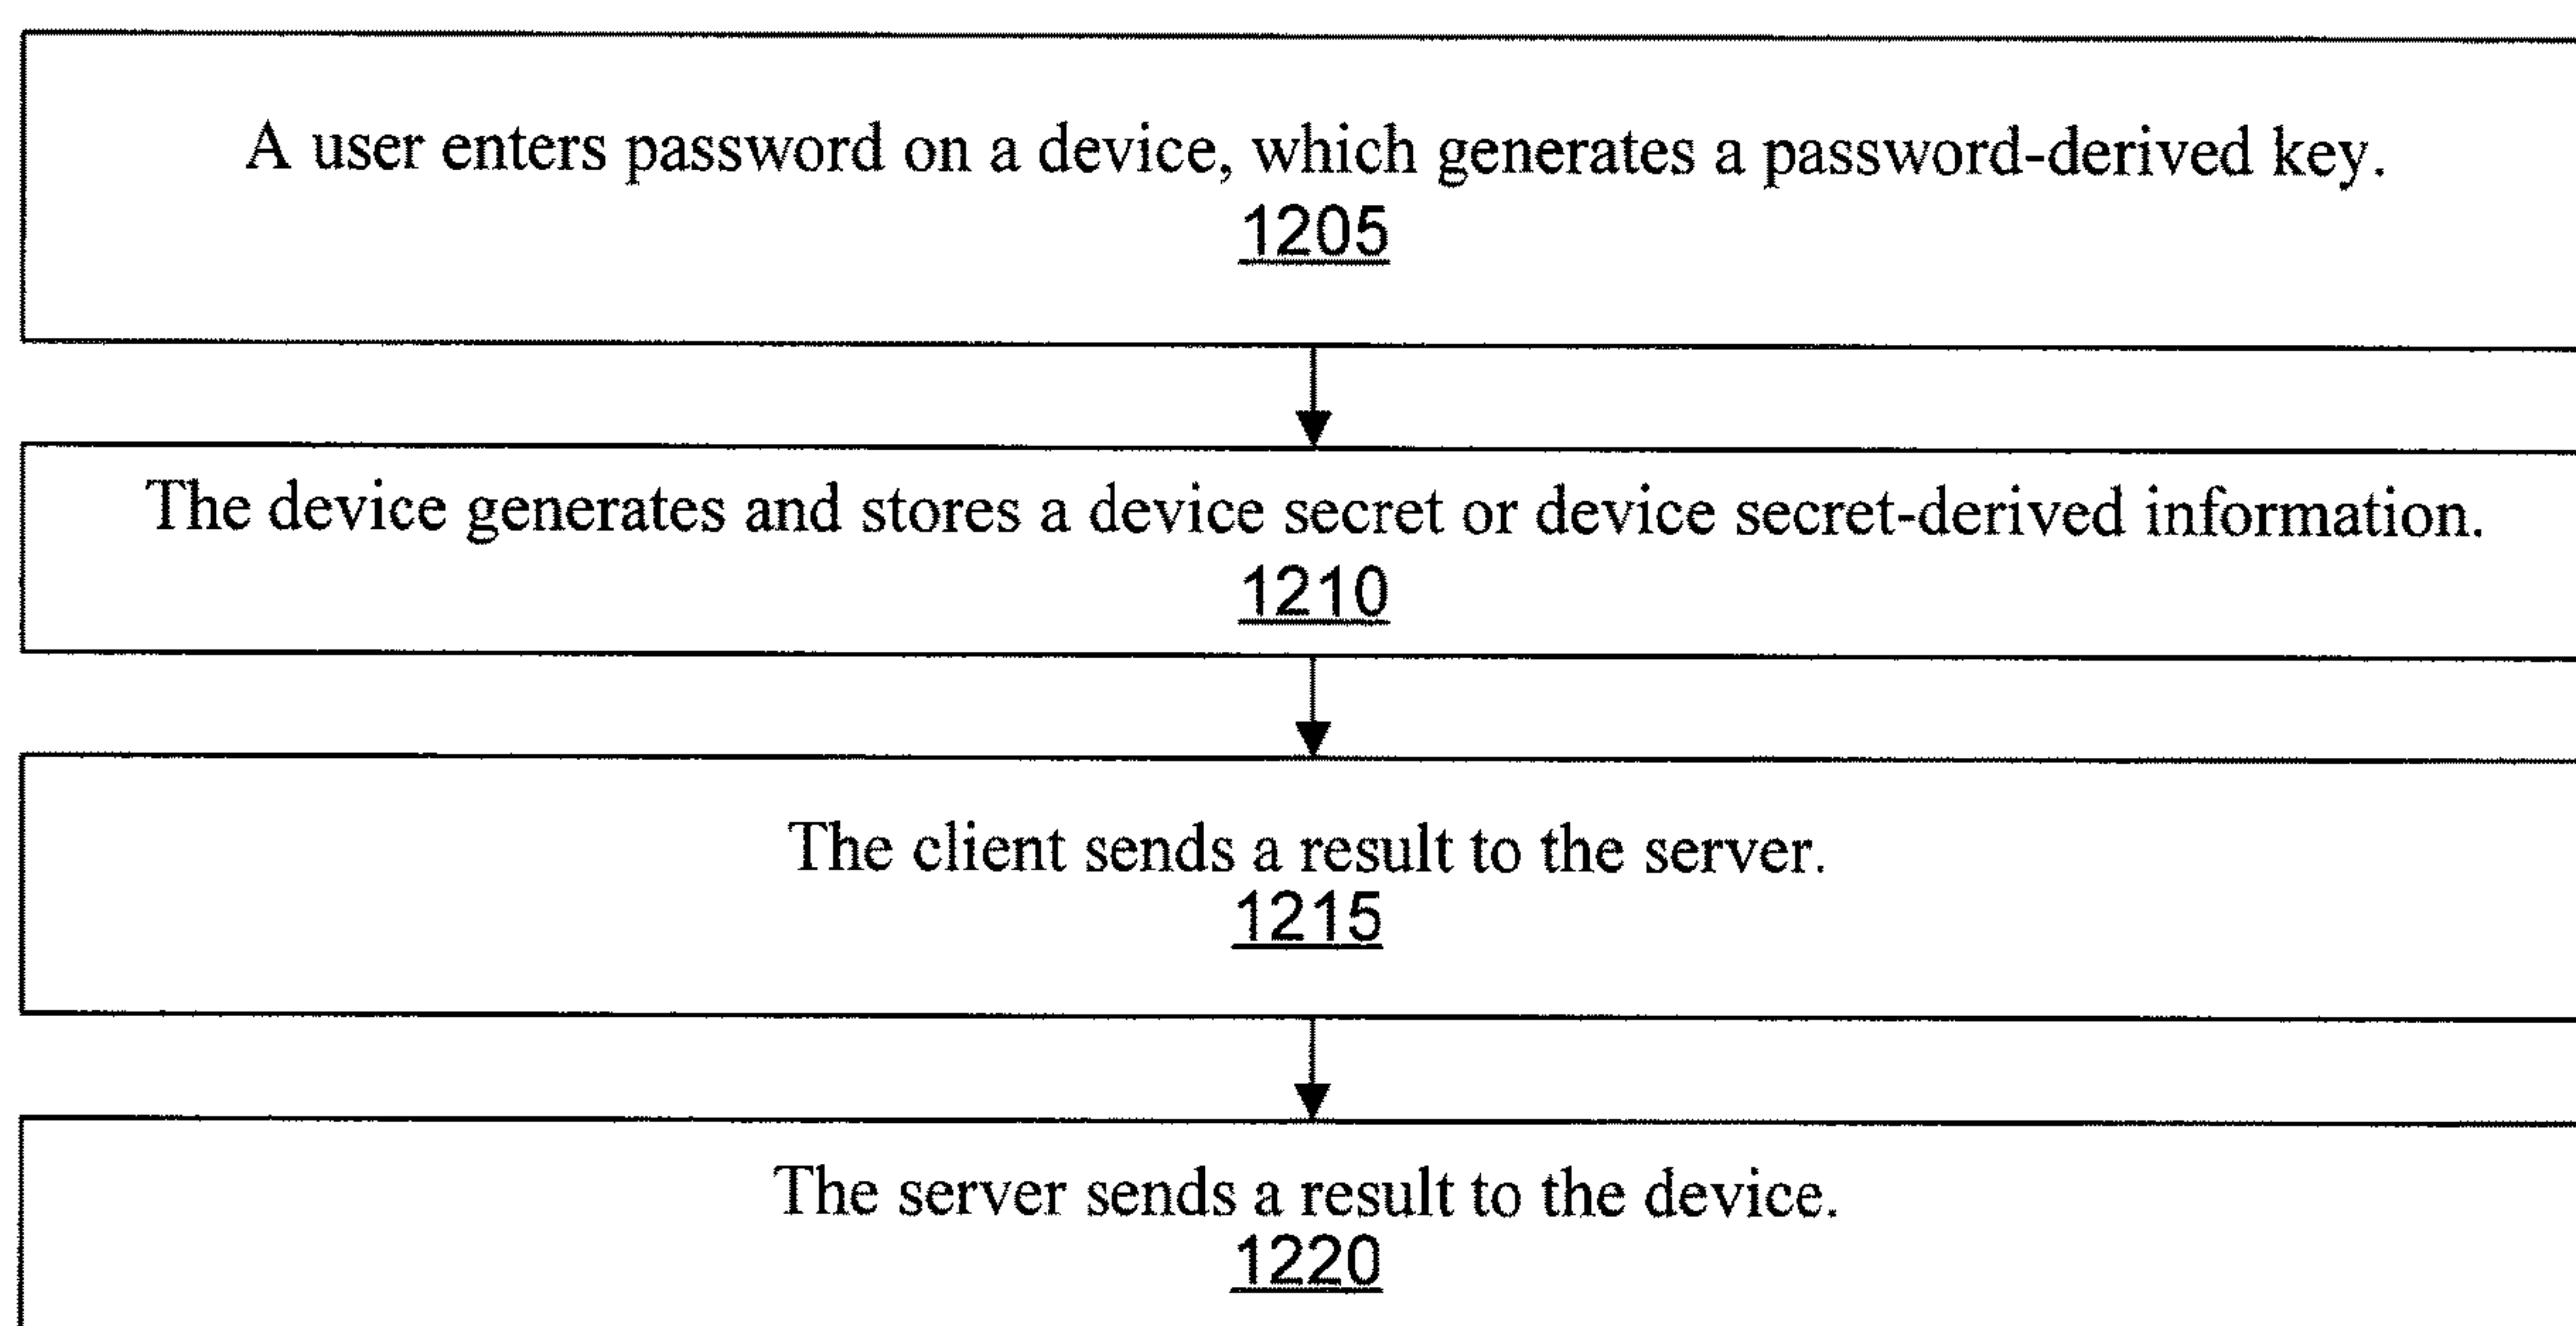 A user enters password on a device, which generates a password-derived key.
1205
The device generates and stores a device secret or device secret-derived information.
1210
The client sends a result to the server.
1215
The server sends a result to the device.
1220